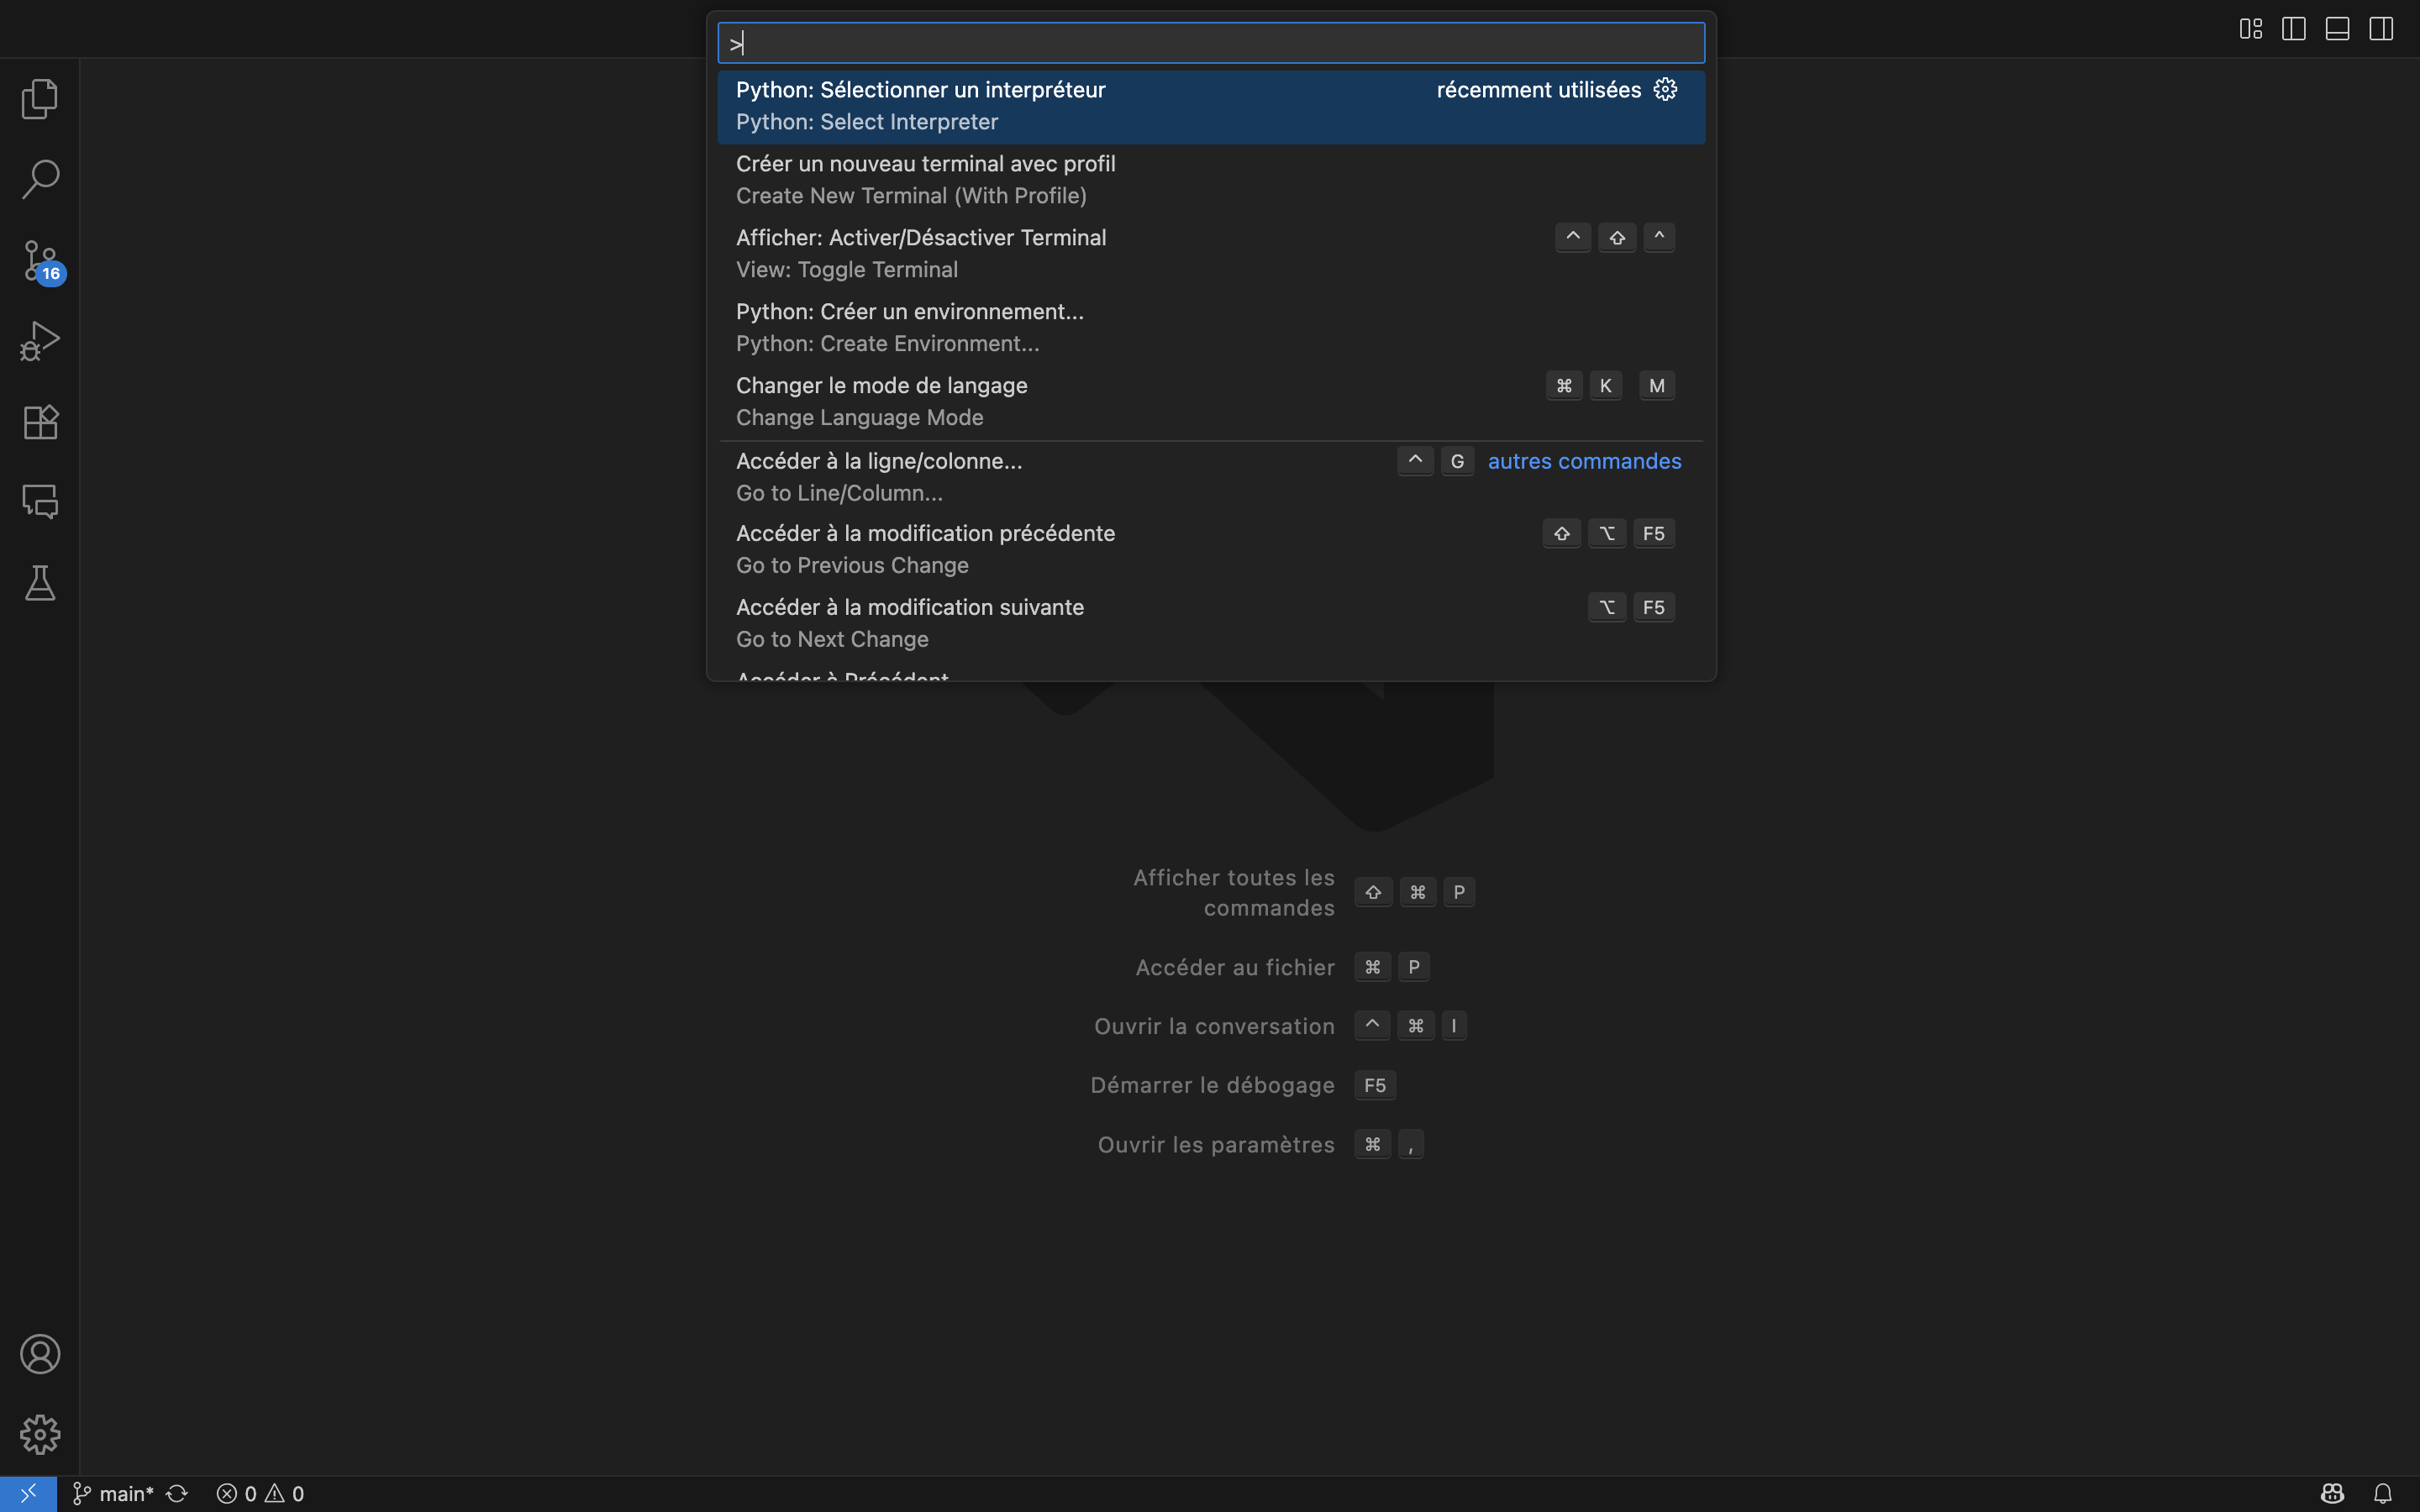 >
Python: Sélectionner un interpréteur récemment utilisées
Python: Select Interpreter
Créer un nouveau terminal avec profil
Create New Terminal (With Profile)
Afficher: Activer/Désactiver Terminal ^ ⇧ ^
View: Toggle Terminal
Python: Créer un environnement...
Python: Create Environment...
Changer le mode de langage ⌘ K M
Change Language Mode
Accéder à la ligne/colonne... ^ G autres commandes
Go to Line/Column...
Accéder à la modification précédente ⇧ ⌥ F5
Go to Previous Change
Accéder à la modification suivante ⌥ F5
Go to Next Change
Accéder à Précédent
16
Afficher toutes les
commandes ⇧ ⌘ P
Accéder au fichier ⌘ P
Ouvrir la conversation ^ ⌘ I
Démarrer le débogage F5
Ouvrir les paramètres ⌘ ,
main* 0 0